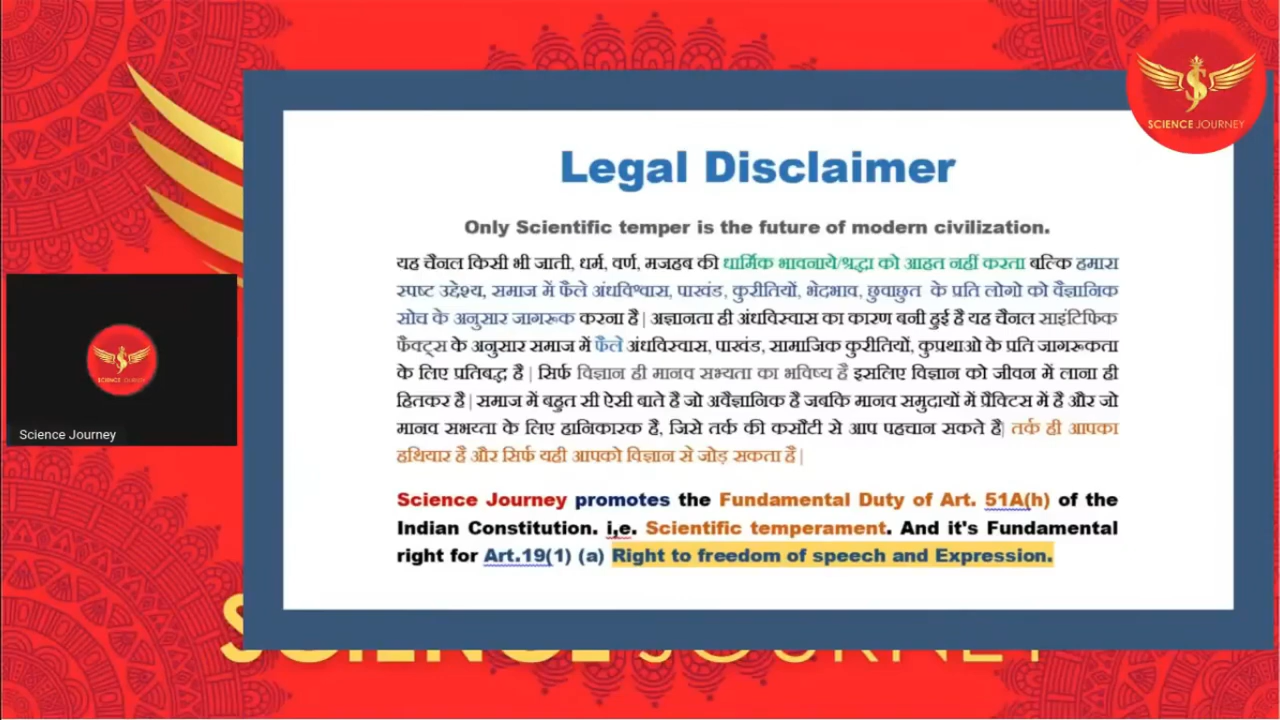 SCIENCE JOURNEY
Legal Disclaimer
Only Scientific temper is the future of modern civilization.
यह चैनल किसी भी जाती, धर्म, वर्ण, मजहब की धार्मिक भावनाये/श्रद्धा को आहत नहीं करता बल्कि हमारा
स्पष्ट उद्देश्य, समाज में फैले अंधविश्वास, पाखंड, कुरीतियों, भेदभाव, छुवाछुत के प्रति लोगो को वैज्ञानिक
सोच के अनुसार जागरूक करना है | अज्ञानता ही अंधविस्वास का कारण बनी हुई है यह चैनल साइंटिफिक
फैक्ट्स के अनुसार समाज में फैले अंधविस्वास, पाखंड, सामाजिक कुरीतियों, कुप्रथाओ के प्रति जागरूकता
के लिए प्रतिबद्ध है | सिर्फ विज्ञान ही मानव सभ्यता का भविष्य है इसलिए विज्ञान को जीवन में लाना ही
हितकर है | समाज में बहुत सी ऐसी बाते है जो अवैज्ञानिक है जबकि मानव समुदायों में प्रैक्टिस में है और जो
मानव सभय्ता के लिए हानिकारक है, जिसे तर्क की कसौटी से आप पहचान सकते है| तर्क ही आपका
हथियार है और सिर्फ यही आपको विज्ञान से जोड़ सकता है |
Science Journey promotes the Fundamental Duty of Art. 51A(h) of the
Indian Constitution. i,e. Scientific temperament. And it's Fundamental
right for Art.19(1) (a) Right to freedom of speech and Expression.
SCIENCE JOURNEY
Science Journey
SCIENCE JOURNEY